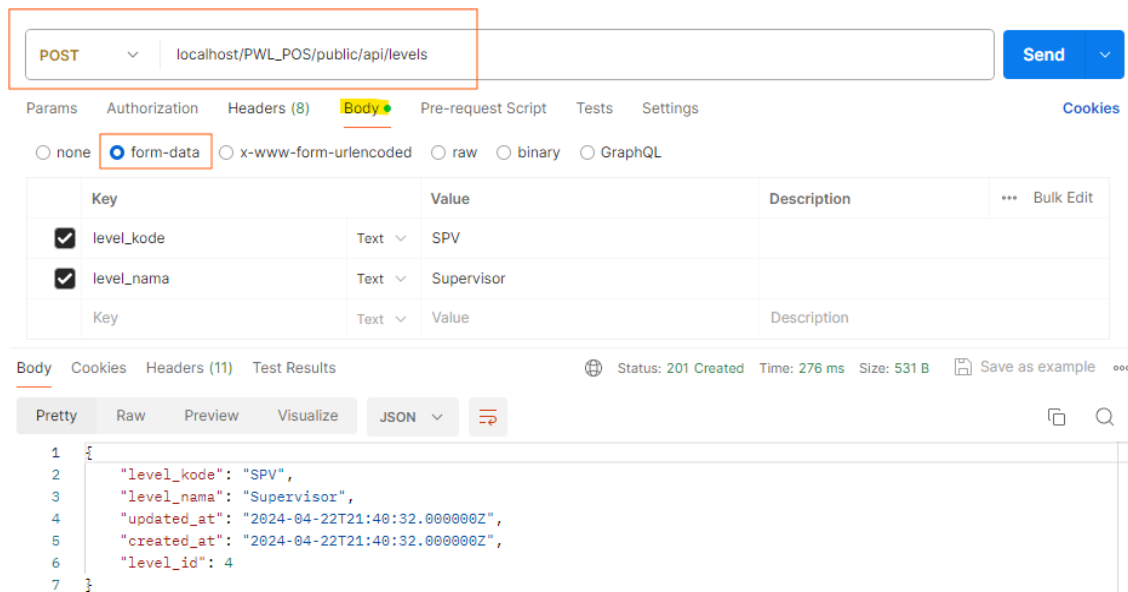 POST localhost/PWL_POS/public/api/levels Send
Params Authorization Headers (8) Body Pre-request Script Tests Settings Cookies
none form-data x-www-form-urlencoded raw binary GraphQL
Key Value Description Bulk Edit
level_kode Text SPV
level_nama Text Supervisor
Key Text Value Description
Body Cookies Headers (11) Test Results Status: 201 Created Time: 276 ms Size: 531 B Save as example
Pretty Raw Preview Visualize JSON
1 {
2 "level_kode": "SPV",
3 "level_nama": "Supervisor",
4 "updated_at": "2024-04-22T21:40:32.000000Z",
5 "created_at": "2024-04-22T21:40:32.000000Z",
6 "level_id": 4
7 }